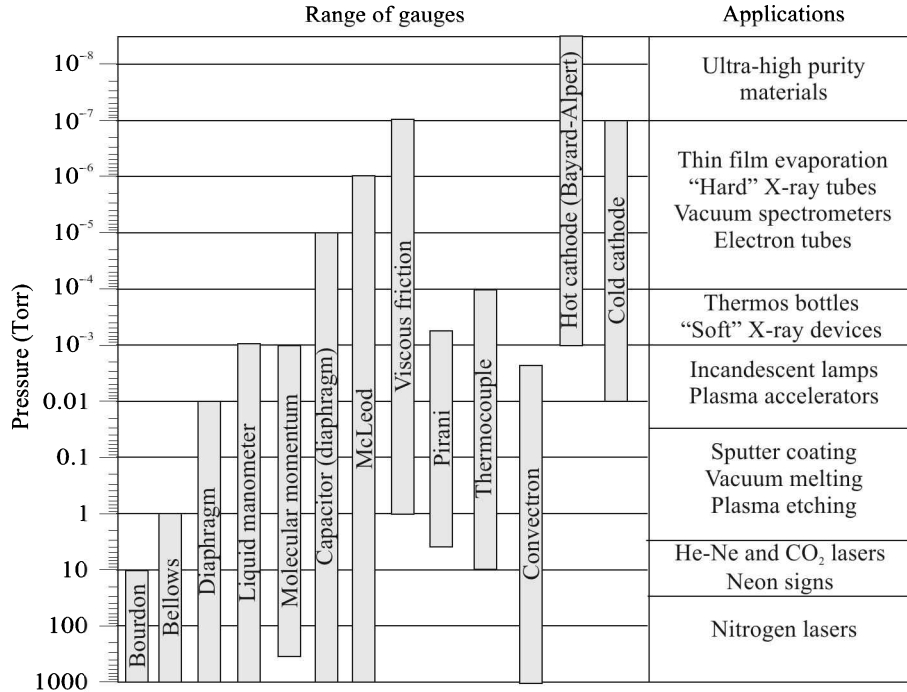 Range of gauges
Applications
Pressure (Torr)
10⁻⁸
10⁻⁷
10⁻⁶
10⁻⁵
10⁻⁴
10⁻³
0.01
0.1
1
10
100
1000
Bourdon
Bellows
Diaphragm
Liquid manometer
Molecular momentum
Capacitor (diaphragm)
McLeod
Viscous friction
Pirani
Thermocouple
Convectron
Hot cathode (Bayard-Alpert)
Cold cathode
Ultra-high purity
materials
Thin film evaporation
“Hard” X-ray tubes
Vacuum spectrometers
Electron tubes
Thermos bottles
“Soft” X-ray devices
Incandescent lamps
Plasma accelerators
Sputter coating
Vacuum melting
Plasma etching
He-Ne and CO₂ lasers
Neon signs
Nitrogen lasers